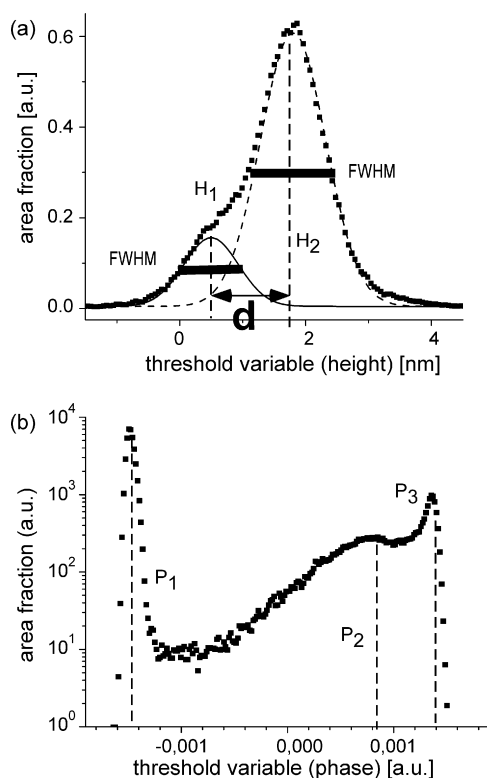 (a)
0.6
0.4
0.2
0.0
area fraction [a.u.]
H1
FWHM
FWHM
H2
d
0
2
4
threshold variable (height) [nm]
(b)
10^4
10^3
10^2
10^1
10^0
area fraction (a.u.)
P1
P2
P3
-0,001
0,000
0,001
threshold variable (phase) [a.u.]